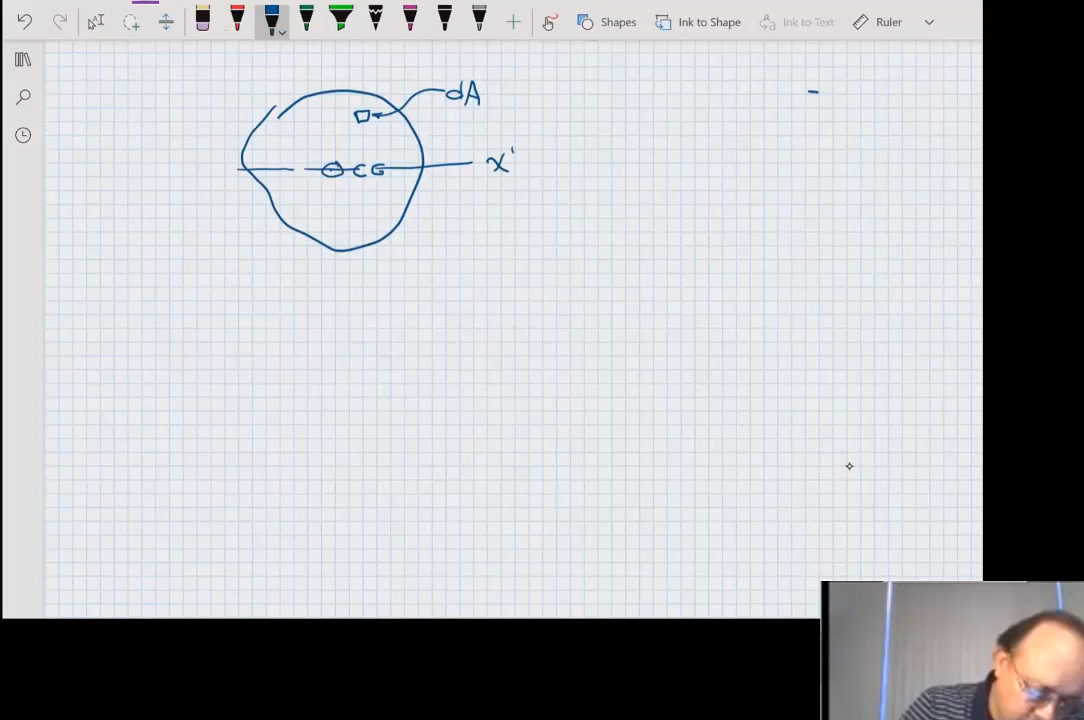 Shapes
Ink to Shape
Ink to Text
Ruler
dA
CG
x'